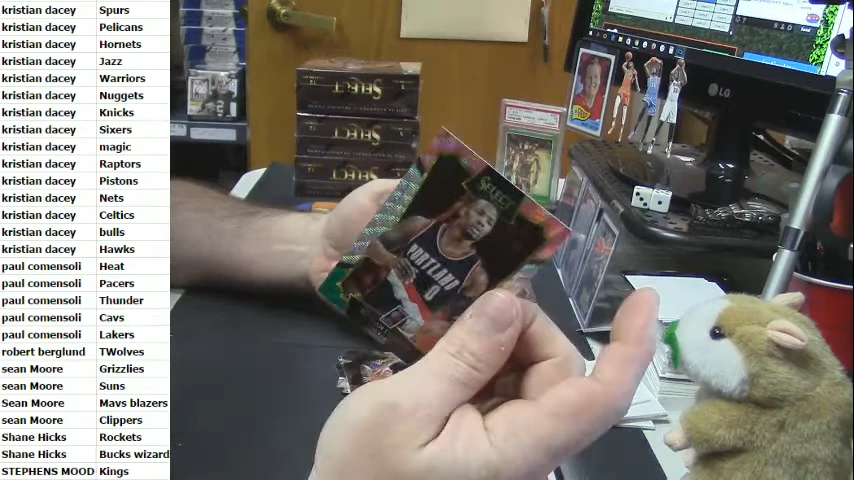 kristian dacey Spurs
kristian dacey Pelicans
kristian dacey Hornets
kristian dacey Jazz
kristian dacey Warriors
kristian dacey Nuggets
kristian dacey Knicks
kristian dacey Sixers
kristian dacey magic
kristian dacey Raptors
kristian dacey Pistons
kristian dacey Nets
kristian dacey Celtics
kristian dacey bulls
kristian dacey Hawks
paul comensoli Heat
paul comensoli Pacers
paul comensoli Thunder
paul comensoli Cavs
paul comensoli Lakers
robert berglund TWolves
sean Moore Grizzlies
sean Moore Suns
Sean Moore Mavs blazers
sean Moore Clippers
Shane Hicks Rockets
Shane Hicks Bucks wizard
STEPHENS MOOD Kings
SELECT
SELECT
SELECT
SELECT
PORTLAND
0
LG